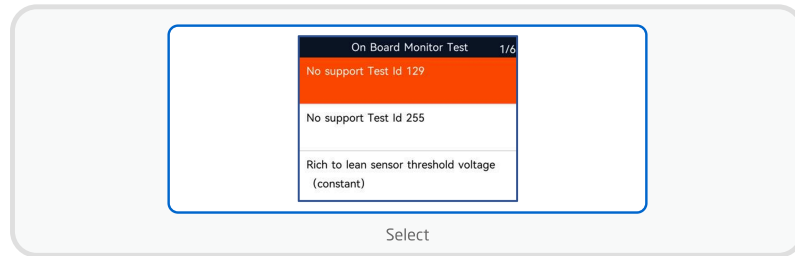 On Board Monitor Test 1/6
No support Test Id 129
No support Test Id 255
Rich to lean sensor threshold voltage
(constant)
Select